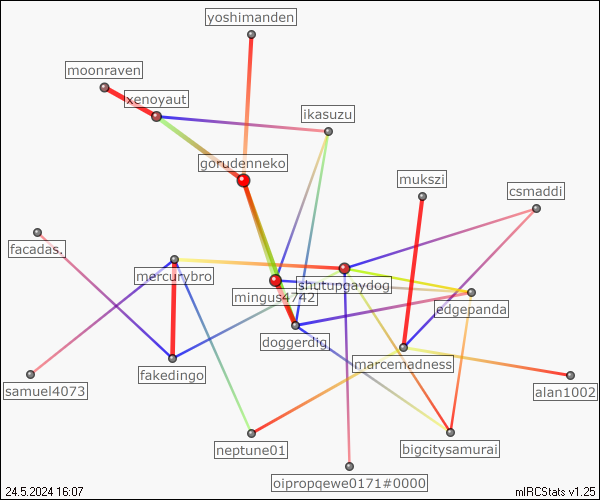 yoshimanden
moonraven
xenoyaut
ikasuzu
gorudenneko
mukszi
csmaddi
facadas.
mercurybro
shutupgaydog
mingus4742
edgepanda
doggerdig
marcemadness
fakedingo
samuel4073
alan1002
neptune01
bigcitysamurai
oipropqewe0171#0000
24.5.2024 16:07
mIRCStats v1.25